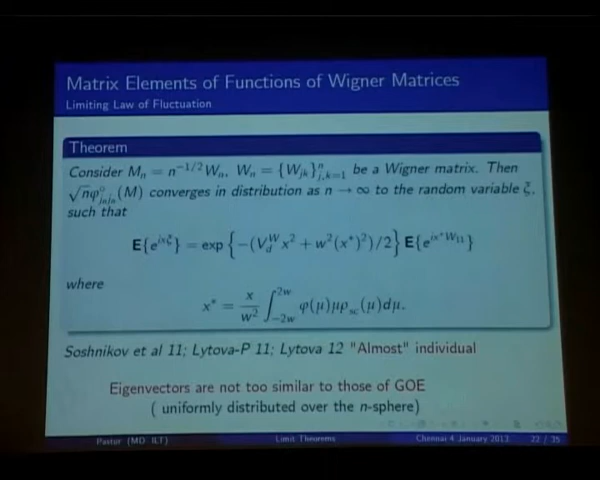 Matrix Elements of Functions of Wigner Matrices
Limiting Law of Fluctuation
Theorem
Consider M_n = n^{-1/2} W_n, W_n = {W_{jk}}^n_{j,k=1} be a Wigner matrix. Then
√nφ°_{j_n j_n}(M) converges in distribution as n → ∞ to the random variable ξ,
such that
E{e^{ixξ}} = exp {−(V_d^W x² + w²(x*)²)/2} E{e^{ix*W_{11}}}
where
x* = x/w² ∫_{−2w}^{2w} φ(μ)μρ_{sc}(μ)dμ.
Soshnikov et al 11; Lytova-P 11; Lytova 12 "Almost" individual
Eigenvectors are not too similar to those of GOE
( uniformly distributed over the n-sphere)
Pastur (MD ILT) Limit Theorems Chennai 4 January 2013 22 / 35